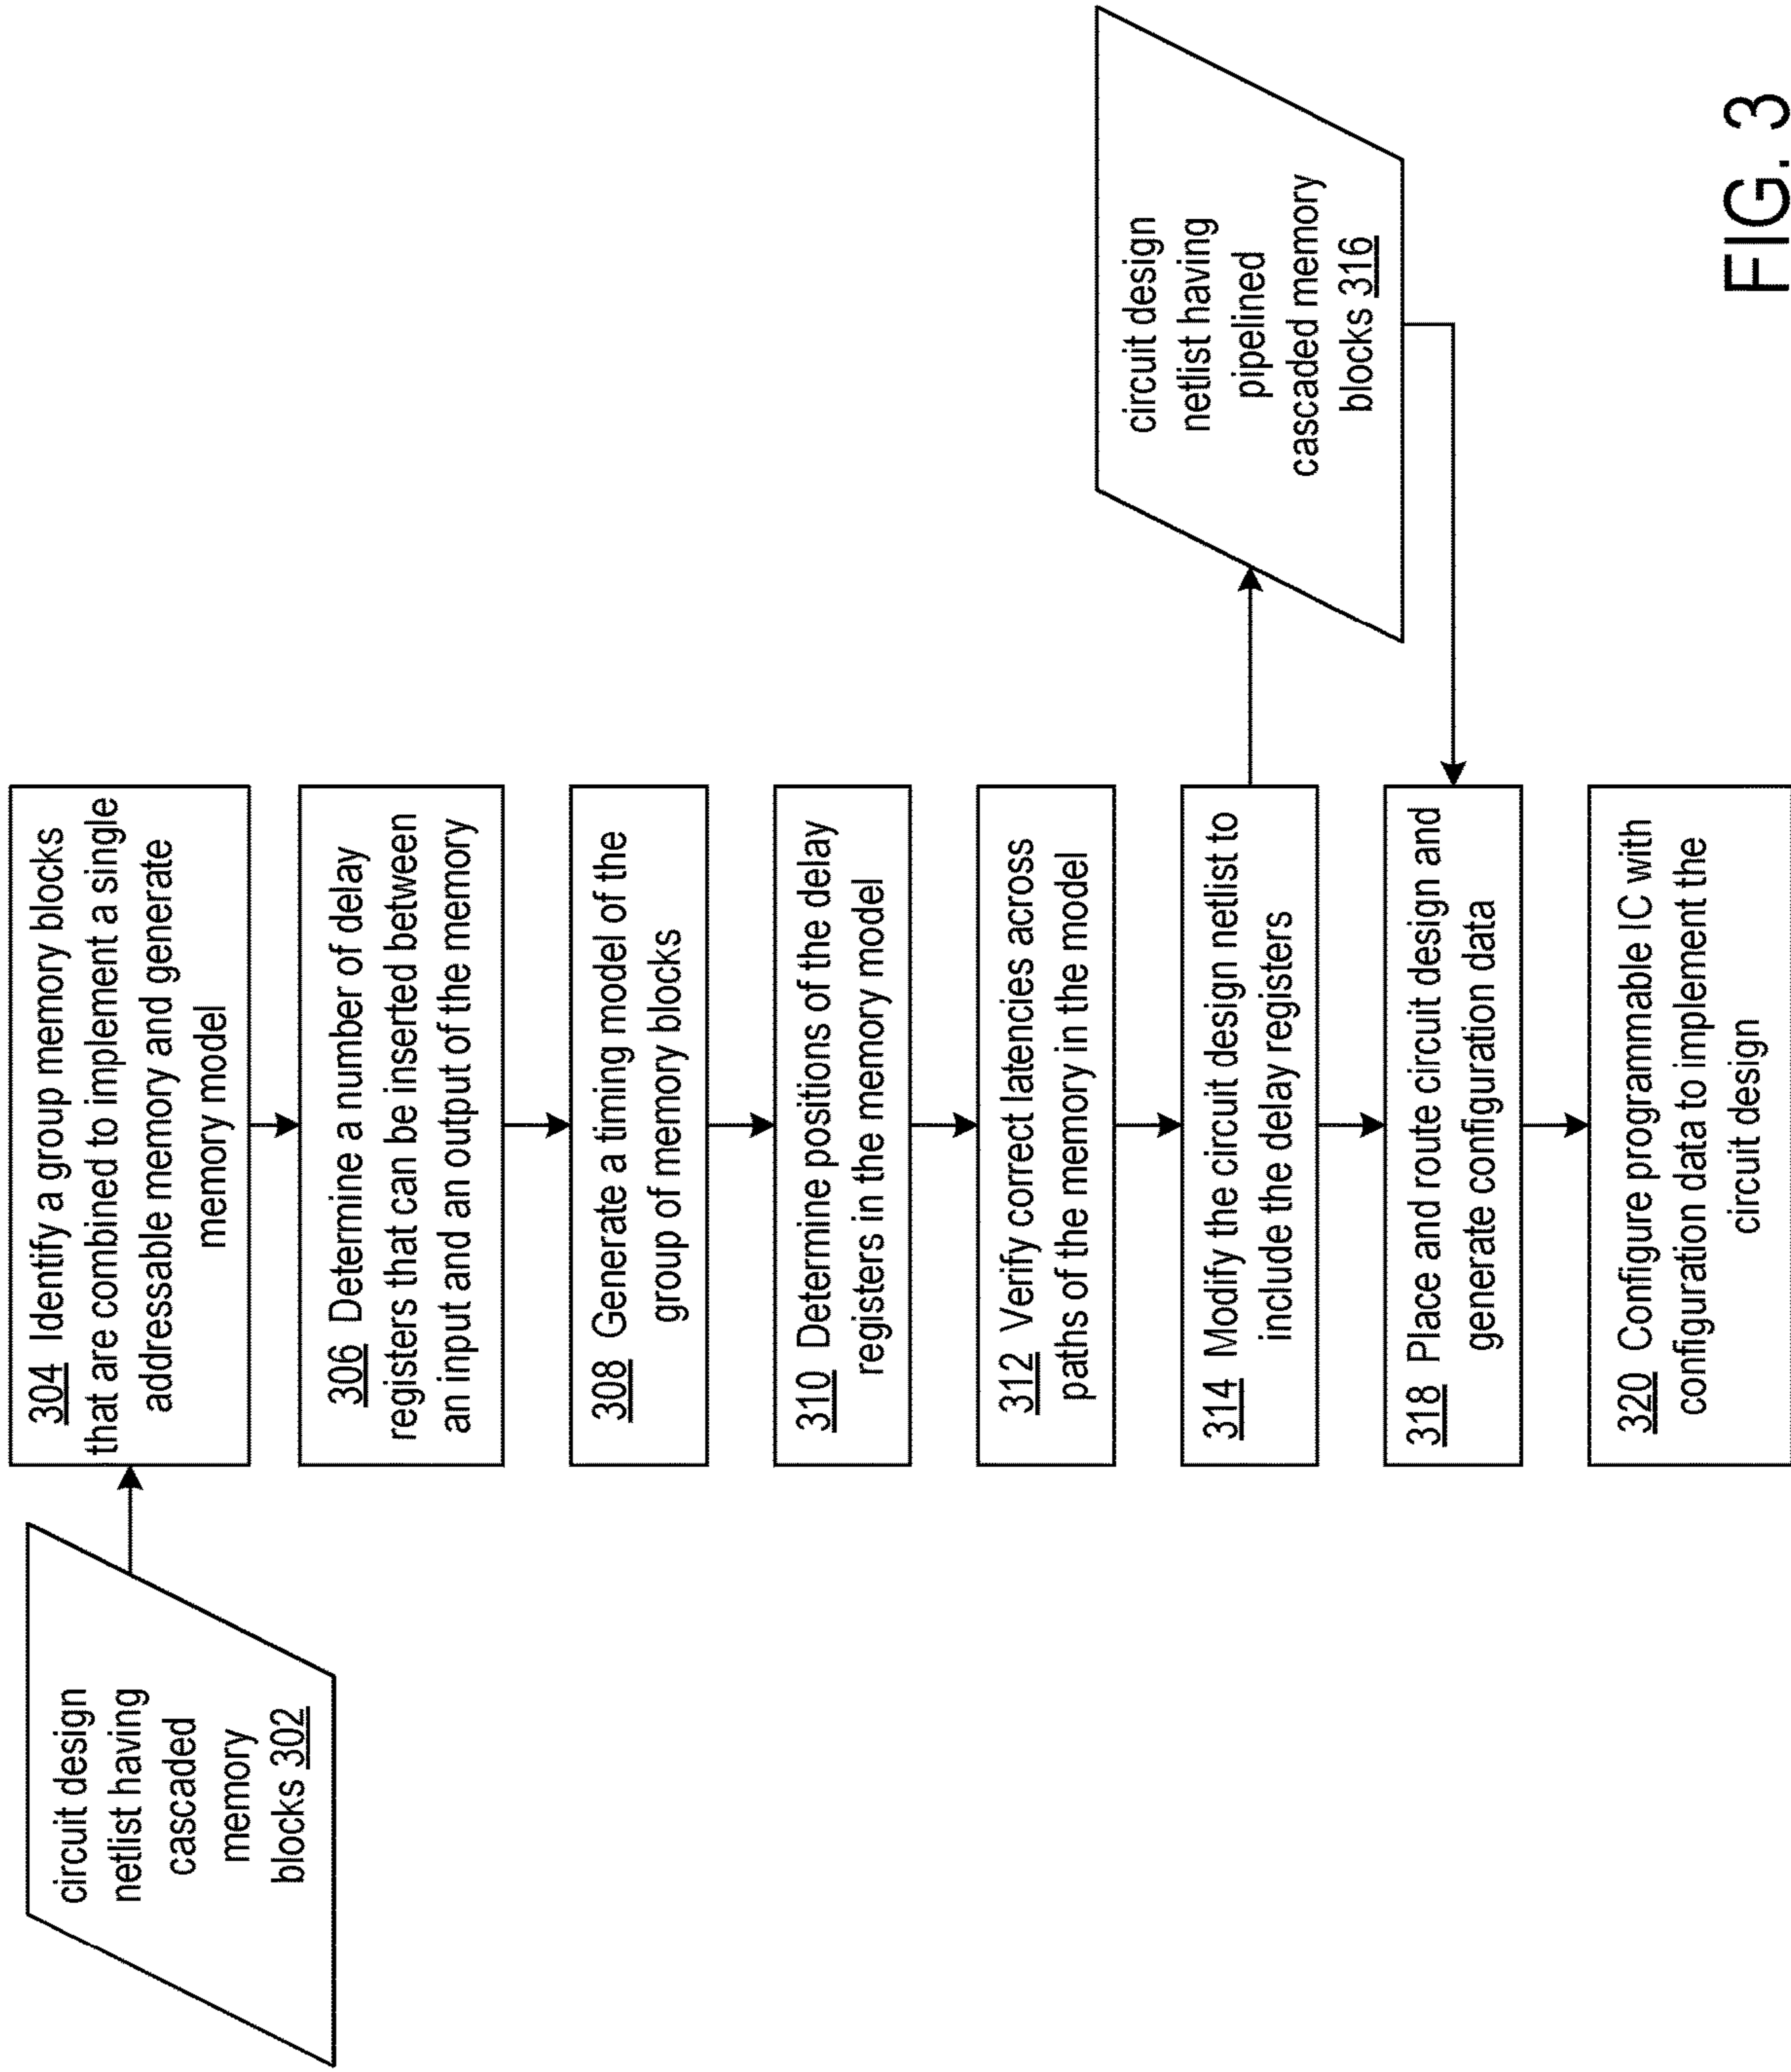 circuit design
netlist having
cascaded
memory
blocks 302
304 Identify a group memory blocks
that are combined to implement a single
addressable memory and generate
memory model
306 Determine a number of delay
registers that can be inserted between
an input and an output of the memory
308 Generate a timing model of the
group of memory blocks
310 Determine positions of the delay
registers in the memory model
312 Verify correct latencies across
paths of the memory in the model
314 Modify the circuit design netlist to
include the delay registers
circuit design
netlist having
pipelined
cascaded memory
blocks 316
318 Place and route circuit design and
generate configuration data
320 Configure programmable IC with
configuration data to implement the
circuit design
FIG. 3